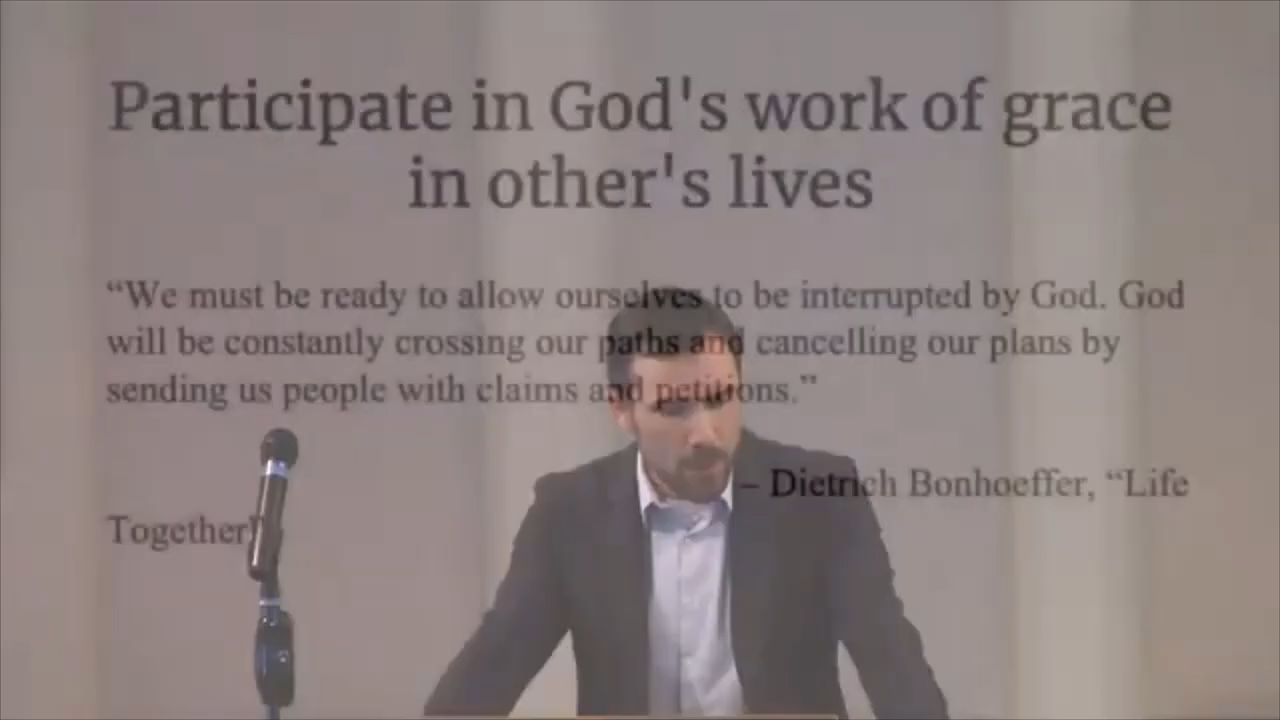 Participate in God's work of grace
in other's lives
“We must be ready to allow ourselves to be interrupted by God. God
will be constantly crossing our paths and cancelling our plans by
sending us people with claims and petitions.”
– Dietrich Bonhoeffer, “Life
Together”